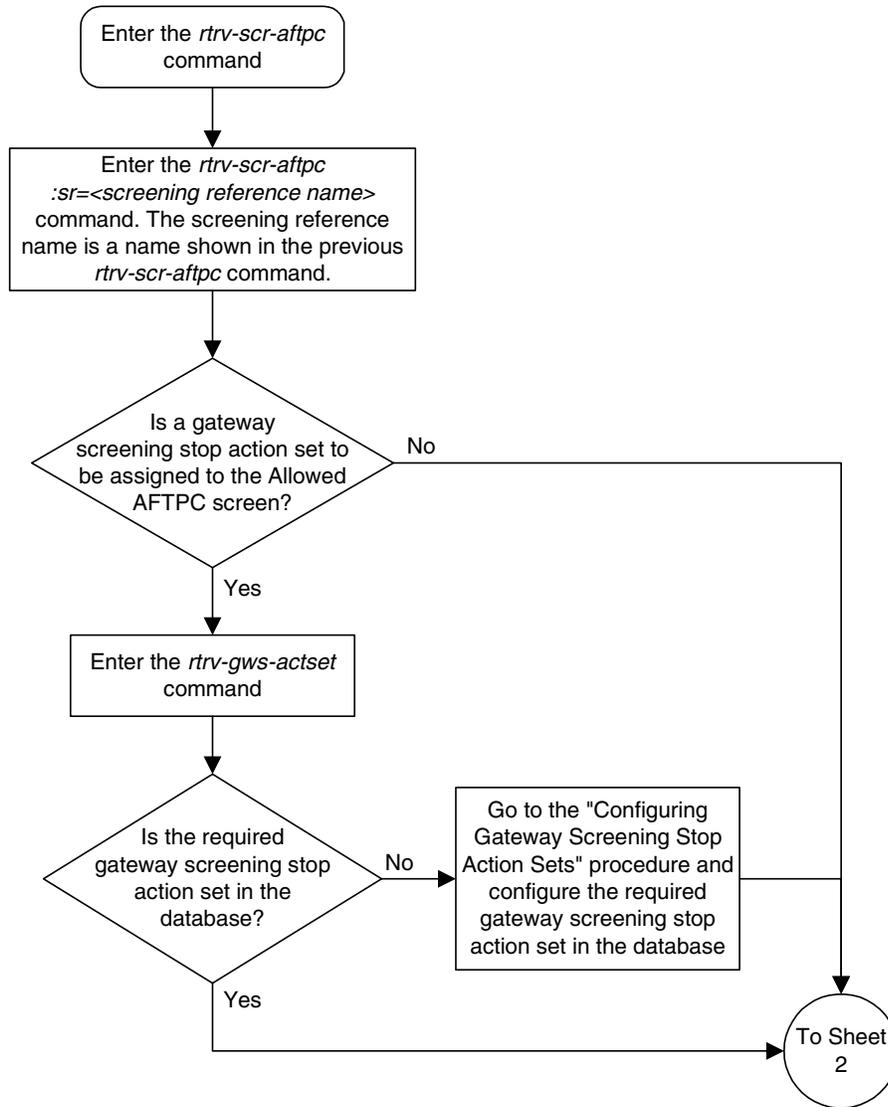 Enter the rtrv-scr-aftpc
command
Enter the rtrv-scr-aftpc
:sr=<screening reference name>
command. The screening reference
name is a name shown in the previous
rtrv-scr-aftpc command.
Is a gateway
screening stop action set to
be assigned to the Allowed
AFTPC screen?
No
Yes
Enter the rtrv-gws-actset
command
Is the required
gateway screening stop
action set in the
database?
No
Go to the "Configuring
Gateway Screening Stop
Action Sets" procedure and
configure the required
gateway screening stop
action set in the database
Yes
To Sheet
2